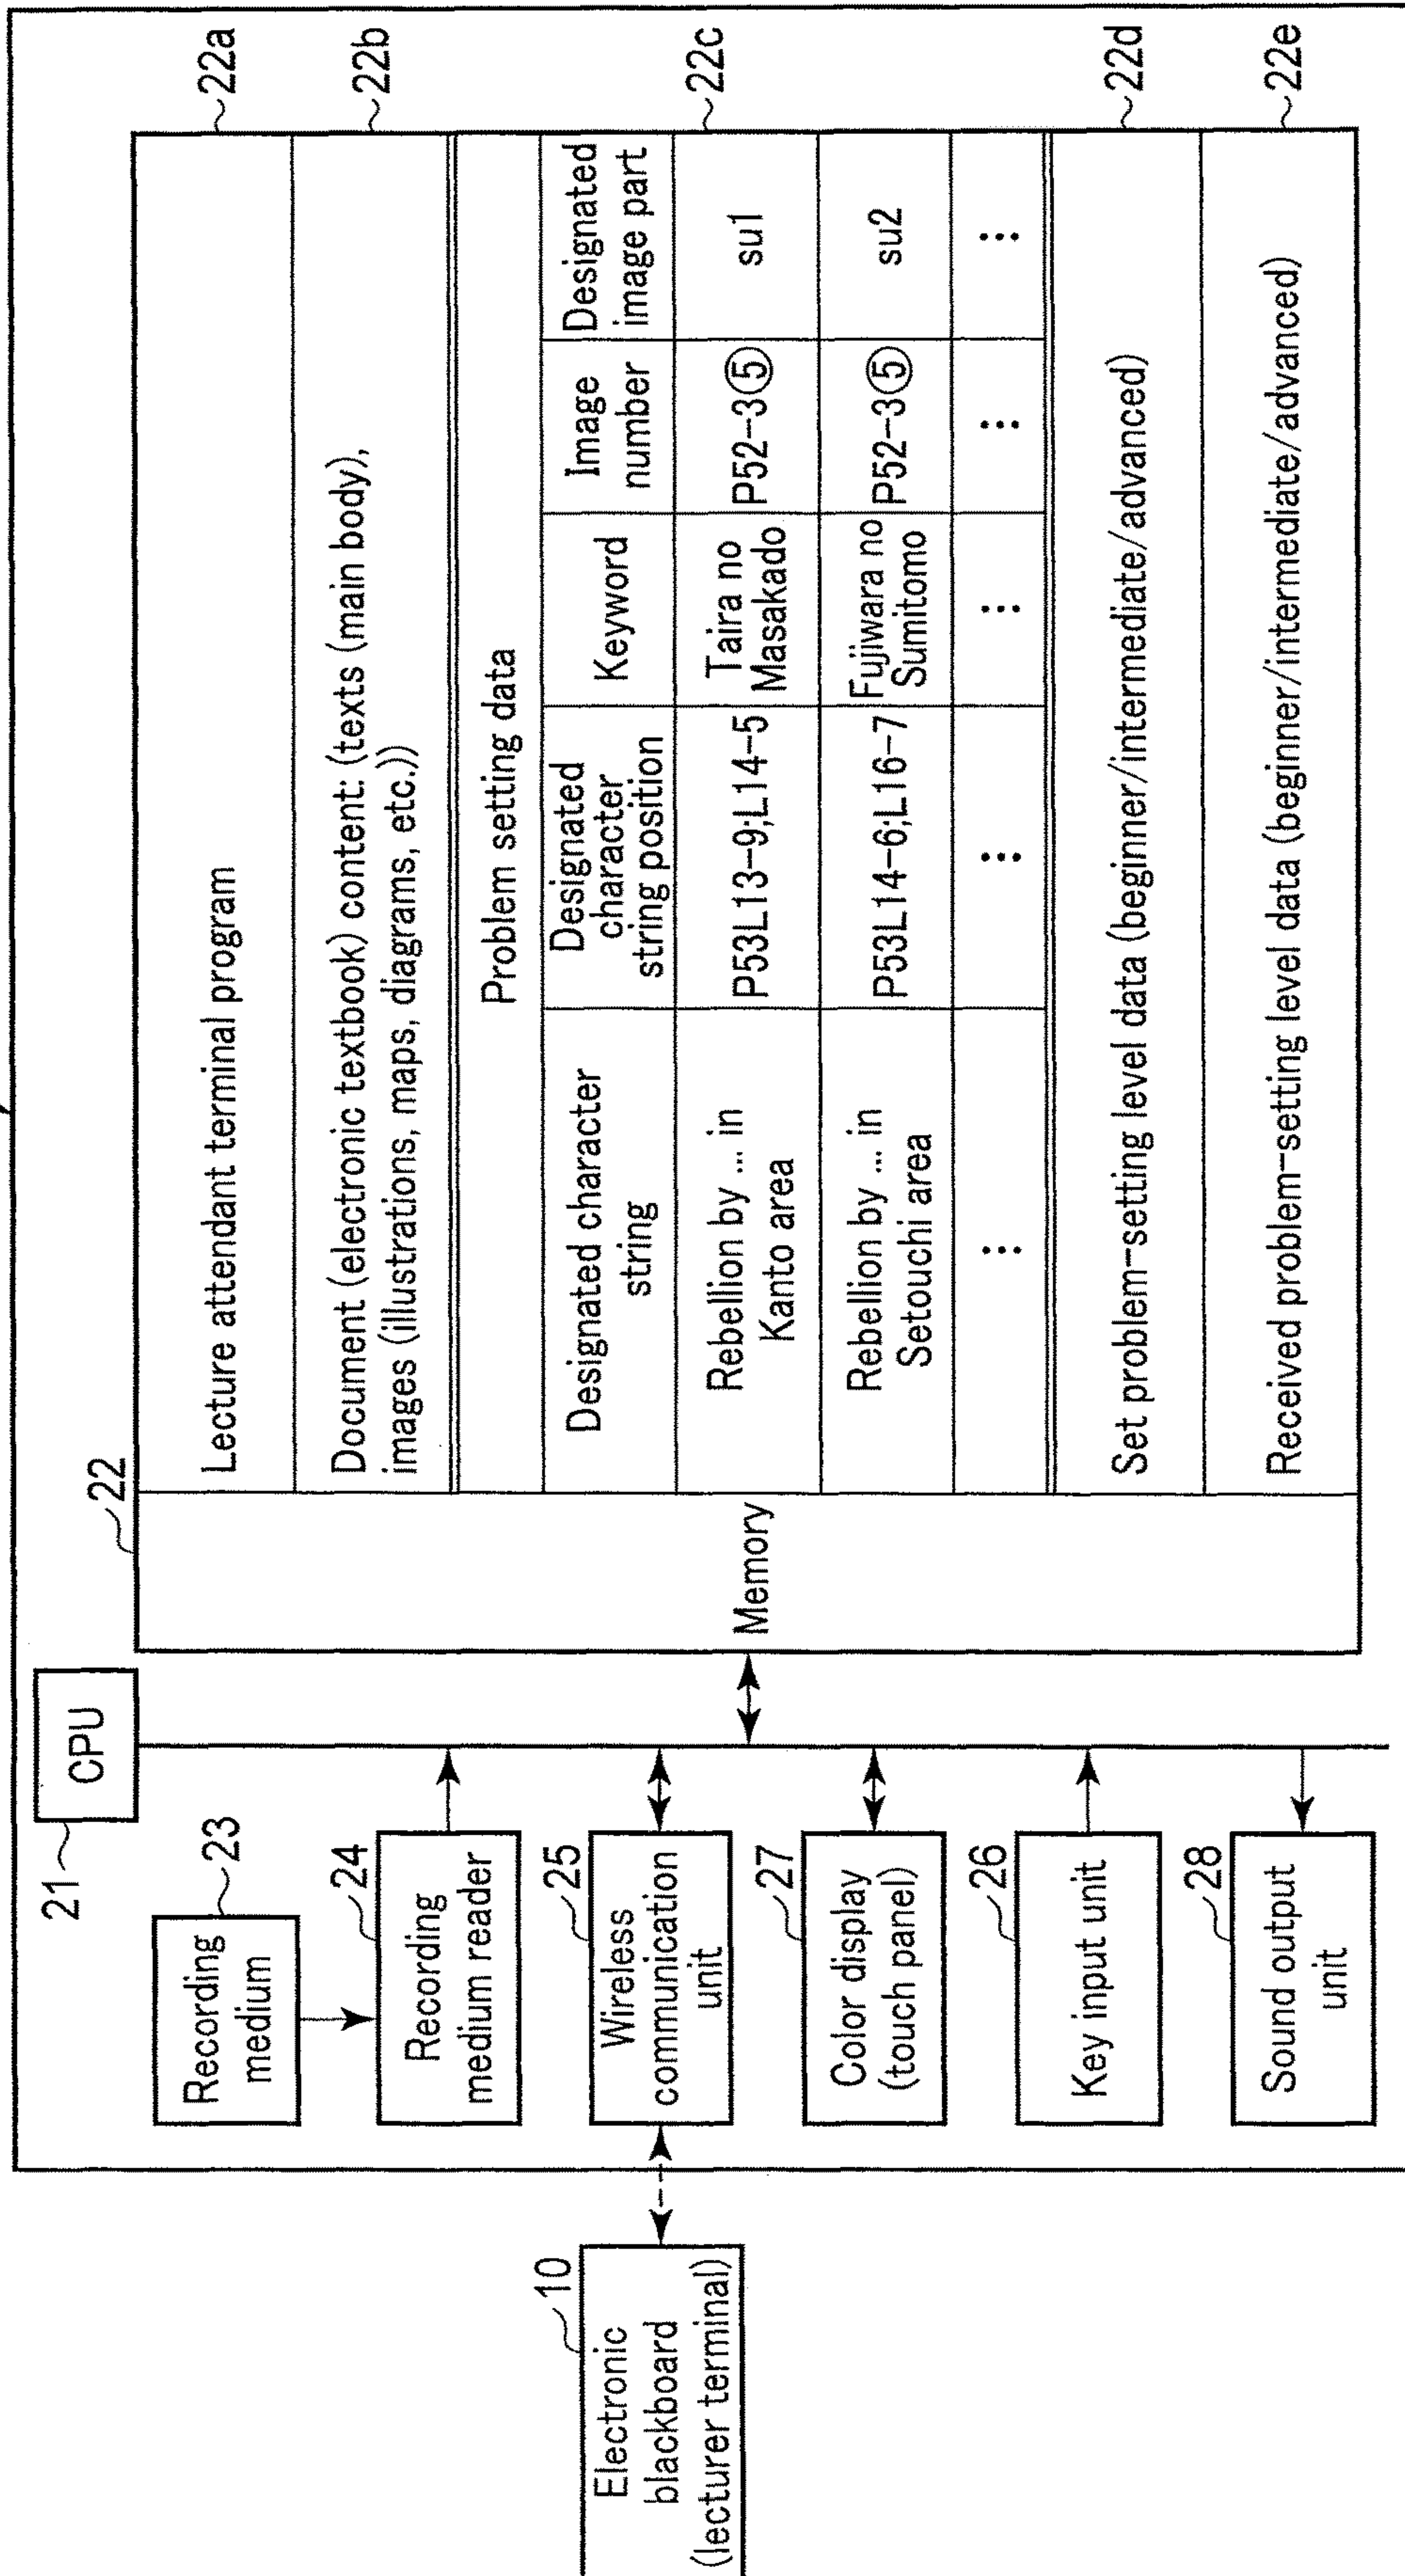 21
CPU
22
Memory
Lecture attendant terminal program
22a
Document (electronic textbook) content: (texts (main body),
images (illustrations, maps, diagrams, etc.))
22b
Problem setting data
22c
Designated character
string
Designated
character
string position
Keyword
Image
number
Designated
image part
Rebellion by ... in
Kanto area
P53L13-9;L14-5
Taira no
Masakado
P52-3⑤
su1
Rebellion by ... in
Setouchi area
P53L14-6;L16-7
Fujiwara no
Sumitomo
P52-3⑤
su2
⋮ ⋮ ⋮ ⋮ ⋮
Set problem-setting level data (beginner/intermediate/advanced)
22d
Received problem-setting level data (beginner/intermediate/advanced)
22e
23
Recording
medium
24
Recording
medium reader
25
Wireless
communication
unit
27
Color display
(touch panel)
26
Key input unit
28
Sound output
unit
10
Electronic
blackboard
(lecturer terminal)